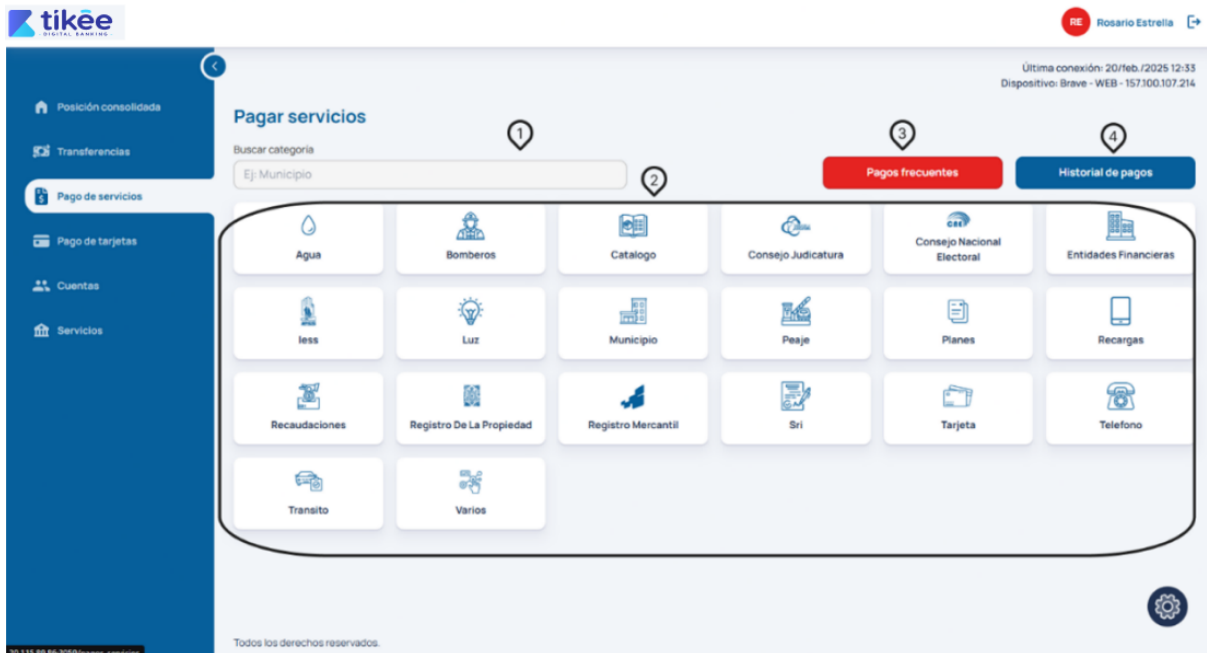 tikēe
DIGITAL BANKING
RE Rosario Estrella
Última conexión: 20/feb./2025 12:33
Dispositivo: Brave - WEB - 157.100.107.214
Posición consolidada
Transferencias
Pago de servicios
Pago de tarjetas
Cuentas
Servicios
Pagar servicios
1
3
4
Buscar categoría
Ej: Municipio
2
Pagos frecuentes
Historial de pagos
Agua
Bomberos
Catalogo
Consejo Judicatura
CNE
Consejo Nacional
Electoral
Entidades Financieras
Iess
Luz
Municipio
Peaje
Planes
Recargas
Recaudaciones
Registro De La Propiedad
Registro Mercantil
Sri
Tarjeta
Telefono
Transito
Varios
Todos los derechos reservados.